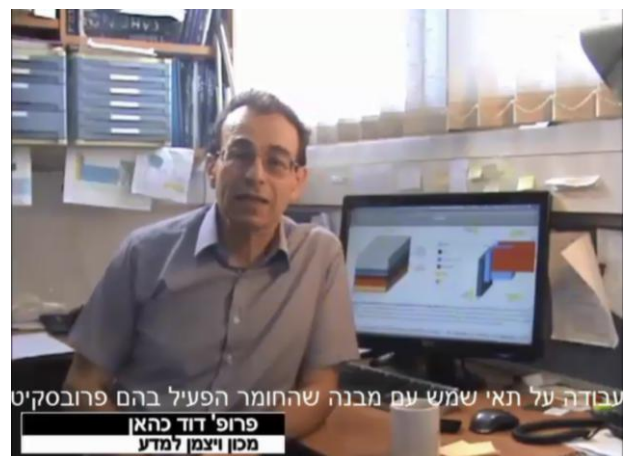 עבודה על תאי שמש עם מבנה שהחומר הפעיל בהם פרובסקיט
פרופ' דוד כהאן
מכון ויצמן למדע